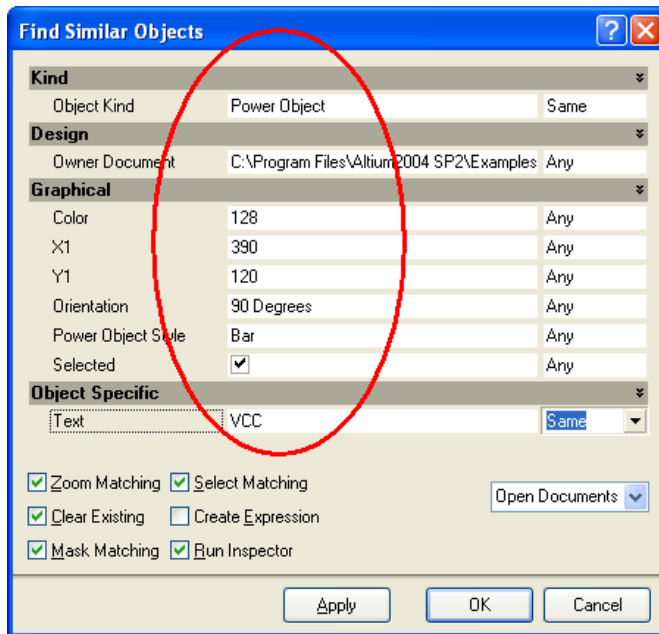 Find Similar Objects
Kind
Object Kind Power Object Same
Design
Owner Document C:\Program Files\Altium2004 SP2\Examples Any
Graphical
Color 128 Any
X1 390 Any
Y1 120 Any
Orientation 90 Degrees Any
Power Object Style Bar Any
Selected Any
Object Specific
Text VCC Same
Zoom Matching Select Matching
Open Documents
Clear Existing Create Expression
Mask Matching Run Inspector
Apply OK Cancel